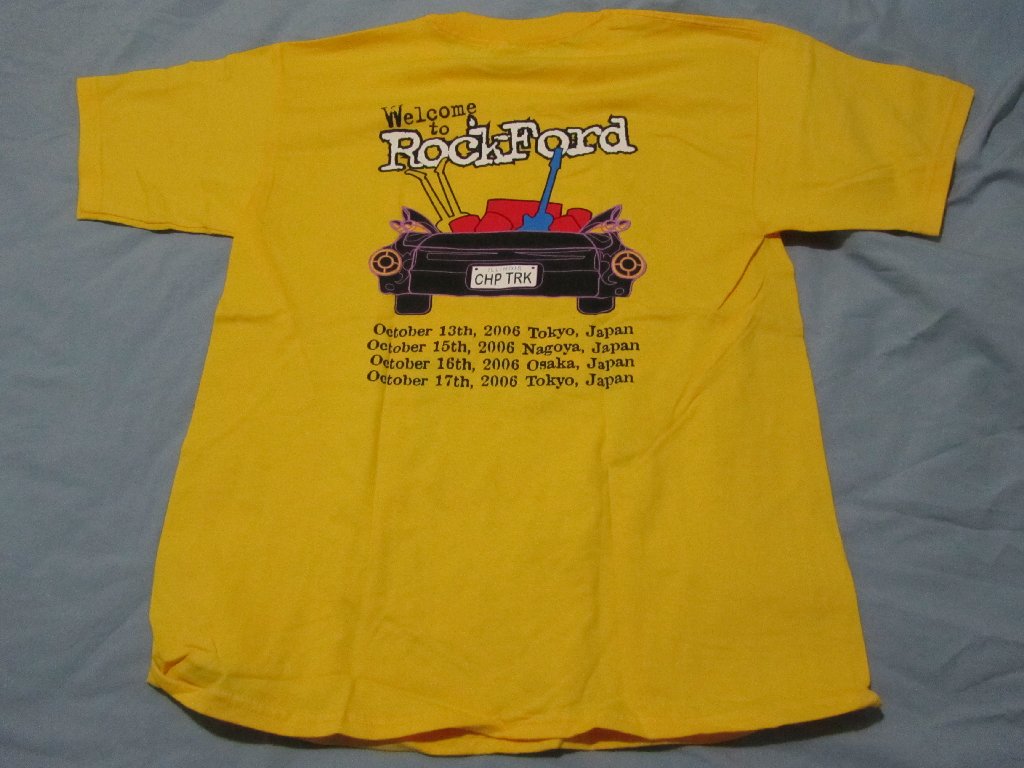 Welcome
to
RockFord
ILLINOIS
CHP TRK
October 13th, 2006 Tokyo, Japan
October 15th, 2006 Nagoya, Japan
October 16th, 2006 Osaka, Japan
October 17th, 2006 Tokyo, Japan